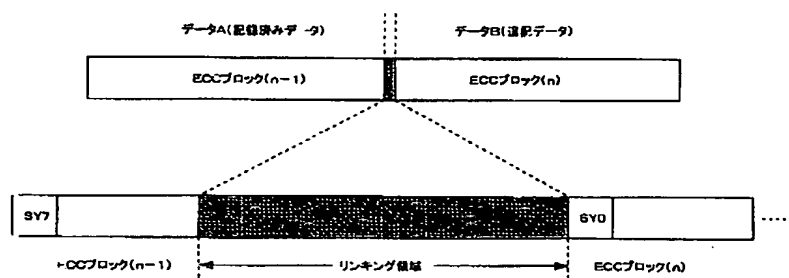 データA(記録済みデータ)
データB(追記データ)
ECCブロック(n-1)
ECCブロック(n)
SY7
SY0
ECCブロック(n-1)
リンキング領域
ECCブロック(n)